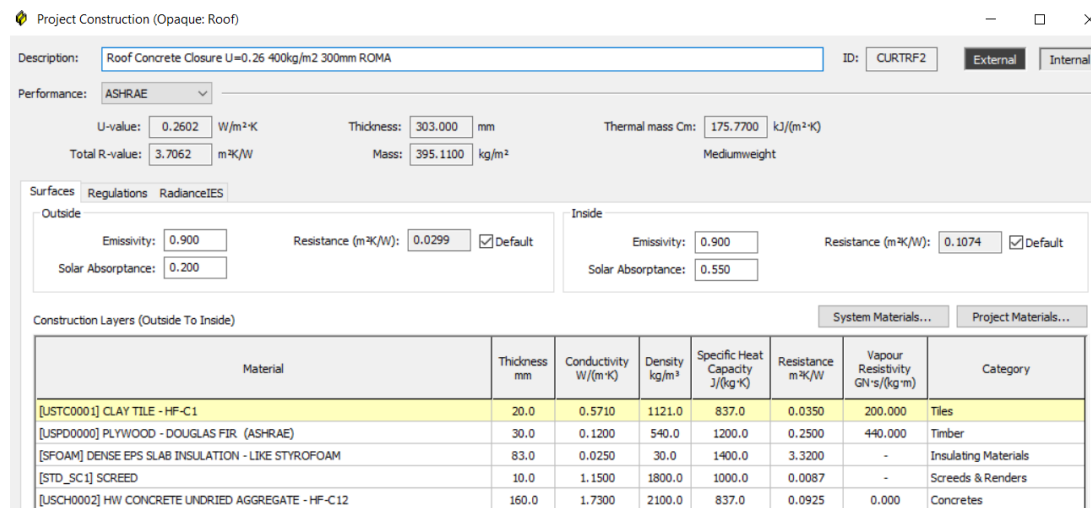 Project Construction (Opaque: Roof)
Description: Roof Concrete Closure U=0.26 400kg/m2 300mm ROMA ID: CURTRF2 External Internal
Performance: ASHRAE
U-value: 0.2602 W/m²·K Thickness: 303.000 mm Thermal mass Cm: 175.7700 kJ/(m²·K)
Total R-value: 3.7062 m²K/W Mass: 395.1100 kg/m² Mediumweight
Surfaces Regulations RadianceIES
Outside Inside
Emissivity: 0.900 Resistance (m²K/W): 0.0299 Default Emissivity: 0.900 Resistance (m²K/W): 0.1074 Default
Solar Absorptance: 0.200 Solar Absorptance: 0.550
Construction Layers (Outside To Inside) System Materials... Project Materials...
Material Thickness mm Conductivity W/(m·K) Density kg/m³ Specific Heat Capacity J/(kg·K) Resistance m²K/W Vapour Resistivity GN·s/(kg·m) Category
[USTC0001] CLAY TILE - HF-C1 20.0 0.5710 1121.0 837.0 0.0350 200.000 Tiles
[USPD0000] PLYWOOD - DOUGLAS FIR (ASHRAE) 30.0 0.1200 540.0 1200.0 0.2500 440.000 Timber
[SFOAM] DENSE EPS SLAB INSULATION - LIKE STYROFOAM 83.0 0.0250 30.0 1400.0 3.3200 - Insulating Materials
[STD_SC1] SCREED 10.0 1.1500 1800.0 1000.0 0.0087 - Screeds & Renders
[USCH0002] HW CONCRETE UNDRIED AGGREGATE - HF-C12 160.0 1.7300 2100.0 837.0 0.0925 0.000 Concretes